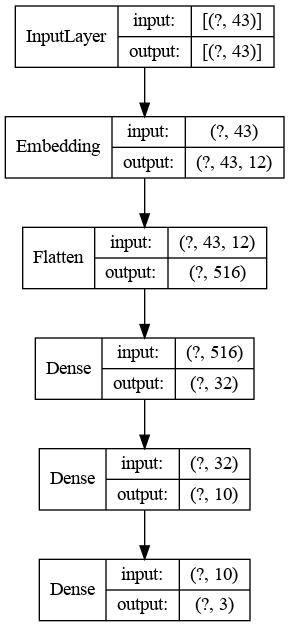 InputLayer
input: [(?, 43)]
output: [(?, 43)]
Embedding
input: (?, 43)
output: (?, 43, 12)
Flatten
input: (?, 43, 12)
output: (?, 516)
Dense
input: (?, 516)
output: (?, 32)
Dense
input: (?, 32)
output: (?, 10)
Dense
input: (?, 10)
output: (?, 3)